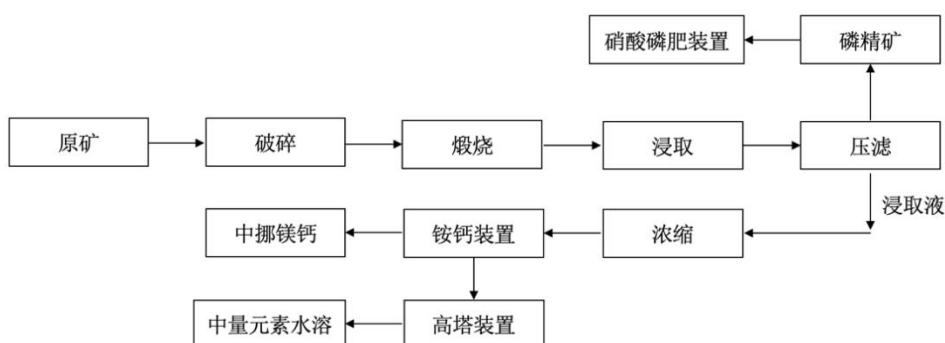 硝酸磷肥装置
磷精矿
原矿
破碎
煅烧
浸取
压滤
浸取液
中挪镁钙
铵钙装置
浓缩
中量元素水溶
高塔装置